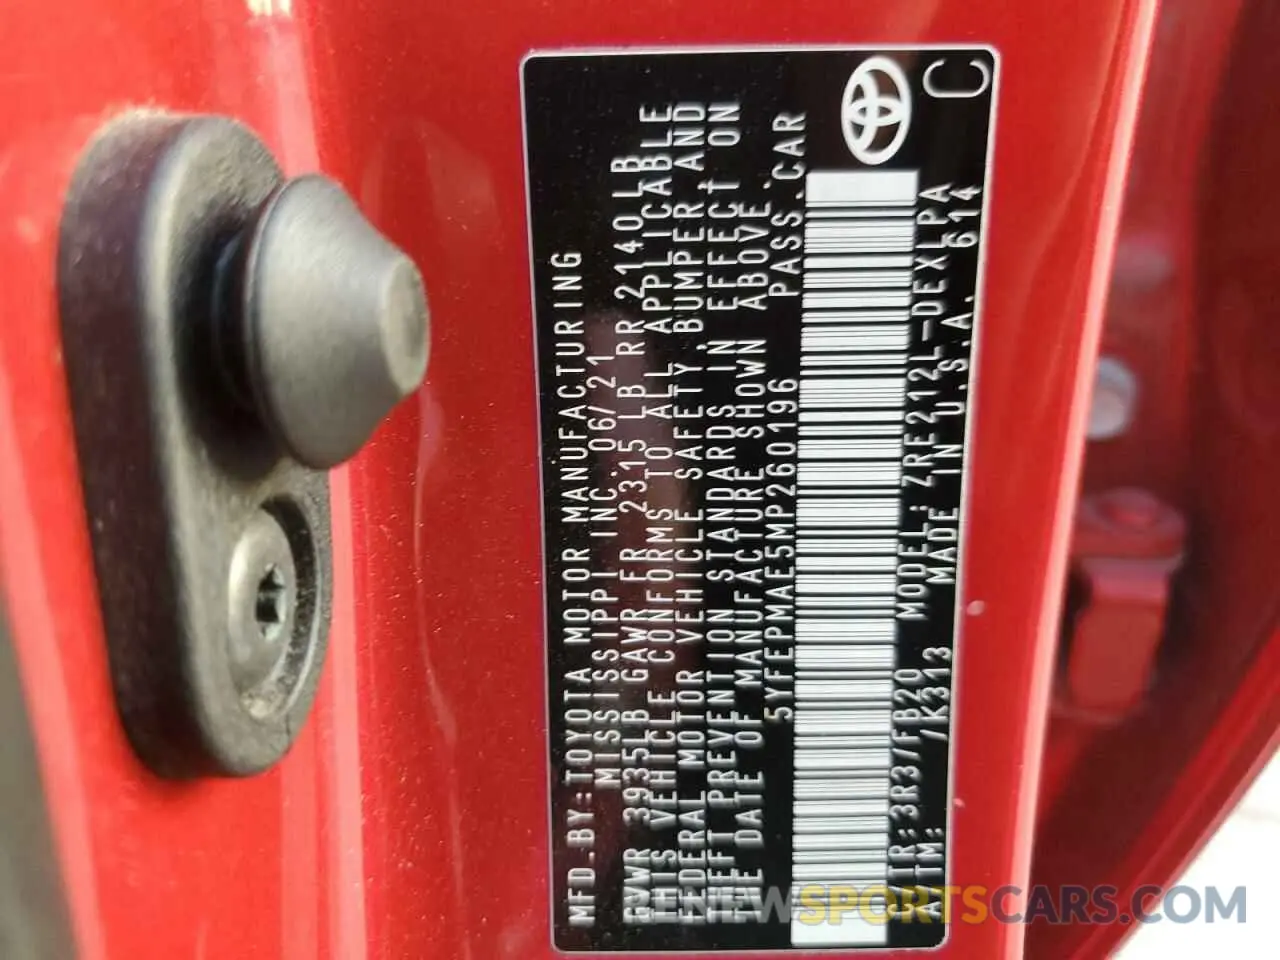 MFD.BY:TOYOTA MOTOR MANUFACTURING
MISSISSIPPI INC. 06/21
GVWR 3935LB GAWR FR 2315 LB RR 2140LB
THIS VEHICLE CONFORMS TO ALL APPLICABLE
FEDERAL MOTOR VEHICLE SAFETY, BUMPER AND
THEFT PREVENTION STANDARDS IN EFFECT ON
THE DATE OF MANUFACTURE SHOWN ABOVE.
5YFEPMAE5MP260196 PASS.CAR
C/TR:3R37/FB20 MODEL:ZRE212L-DEXLPA
A/TM: /K313 MADE IN U.S.A. 614
C
RENEWSPORTSCARS.COM